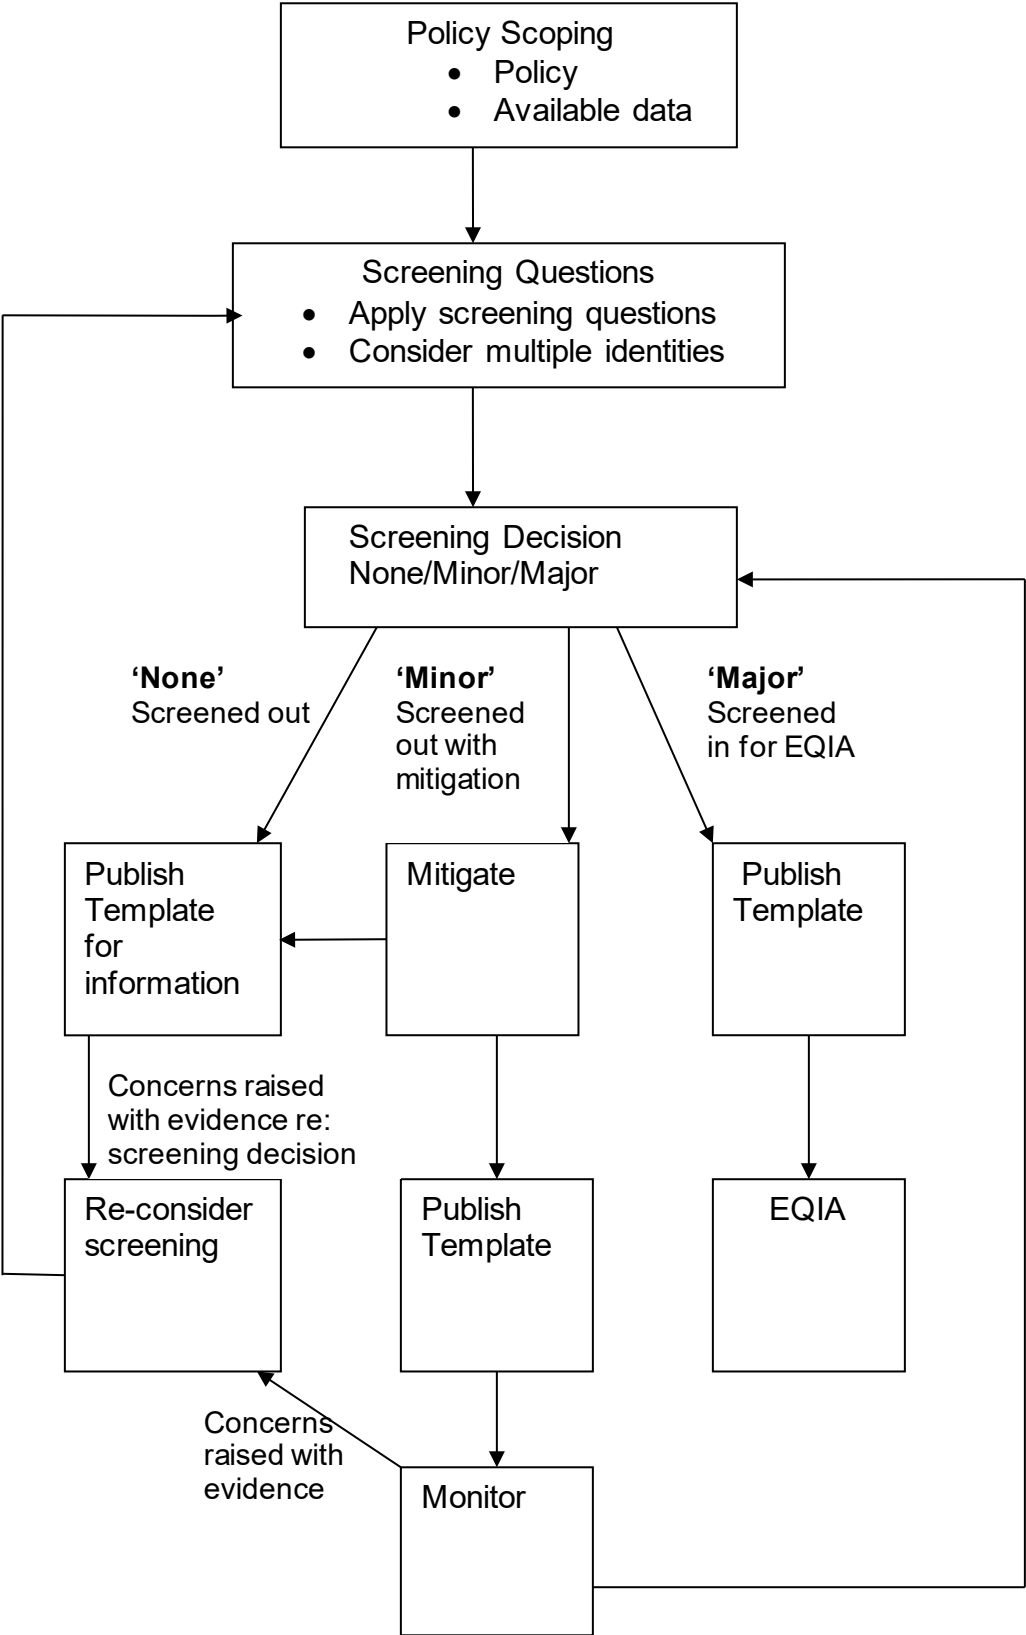 Policy Scoping
• Policy
• Available data
Screening Questions
• Apply screening questions
• Consider multiple identities
Screening Decision
None/Minor/Major
‘None’
Screened out
‘Minor’
Screened
out with
mitigation
‘Major’
Screened
in for EQIA
Publish
Template
for
information
Mitigate
Publish
Template
Concerns raised
with evidence re:
screening decision
Re-consider
screening
Publish
Template
EQIA
Concerns
raised with
evidence
Monitor